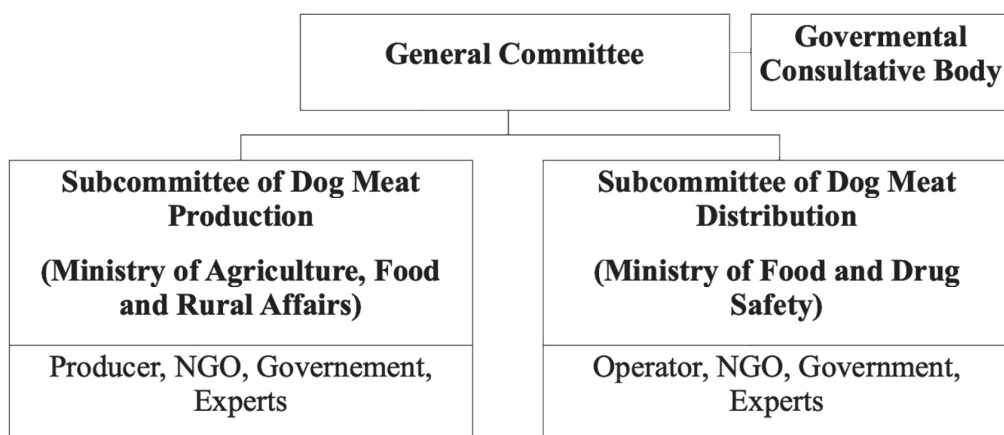 General Committee
Govermental
Consultative Body
Subcommittee of Dog Meat
Production
(Ministry of Agriculture, Food
and Rural Affairs)
Producer, NGO, Governement,
Experts
Subcommittee of Dog Meat
Distribution
(Ministry of Food and Drug
Safety)
Operator, NGO, Government,
Experts